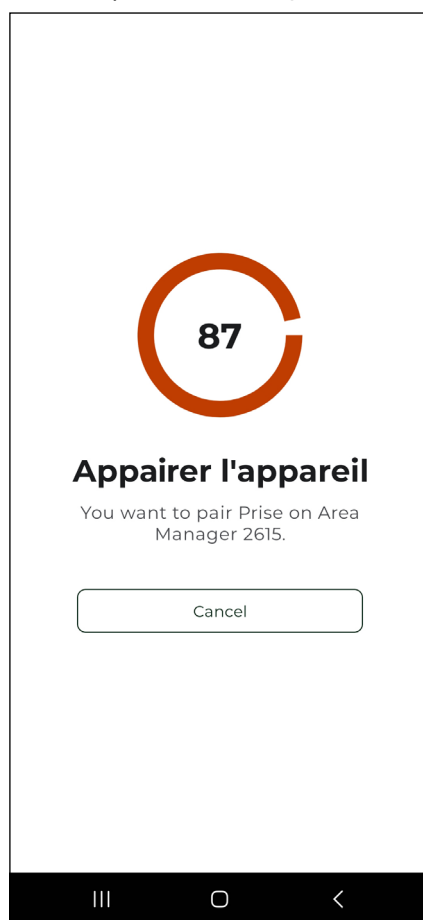 87
Appairer l'appareil
You want to pair Prise on Area
Manager 2615.
Cancel